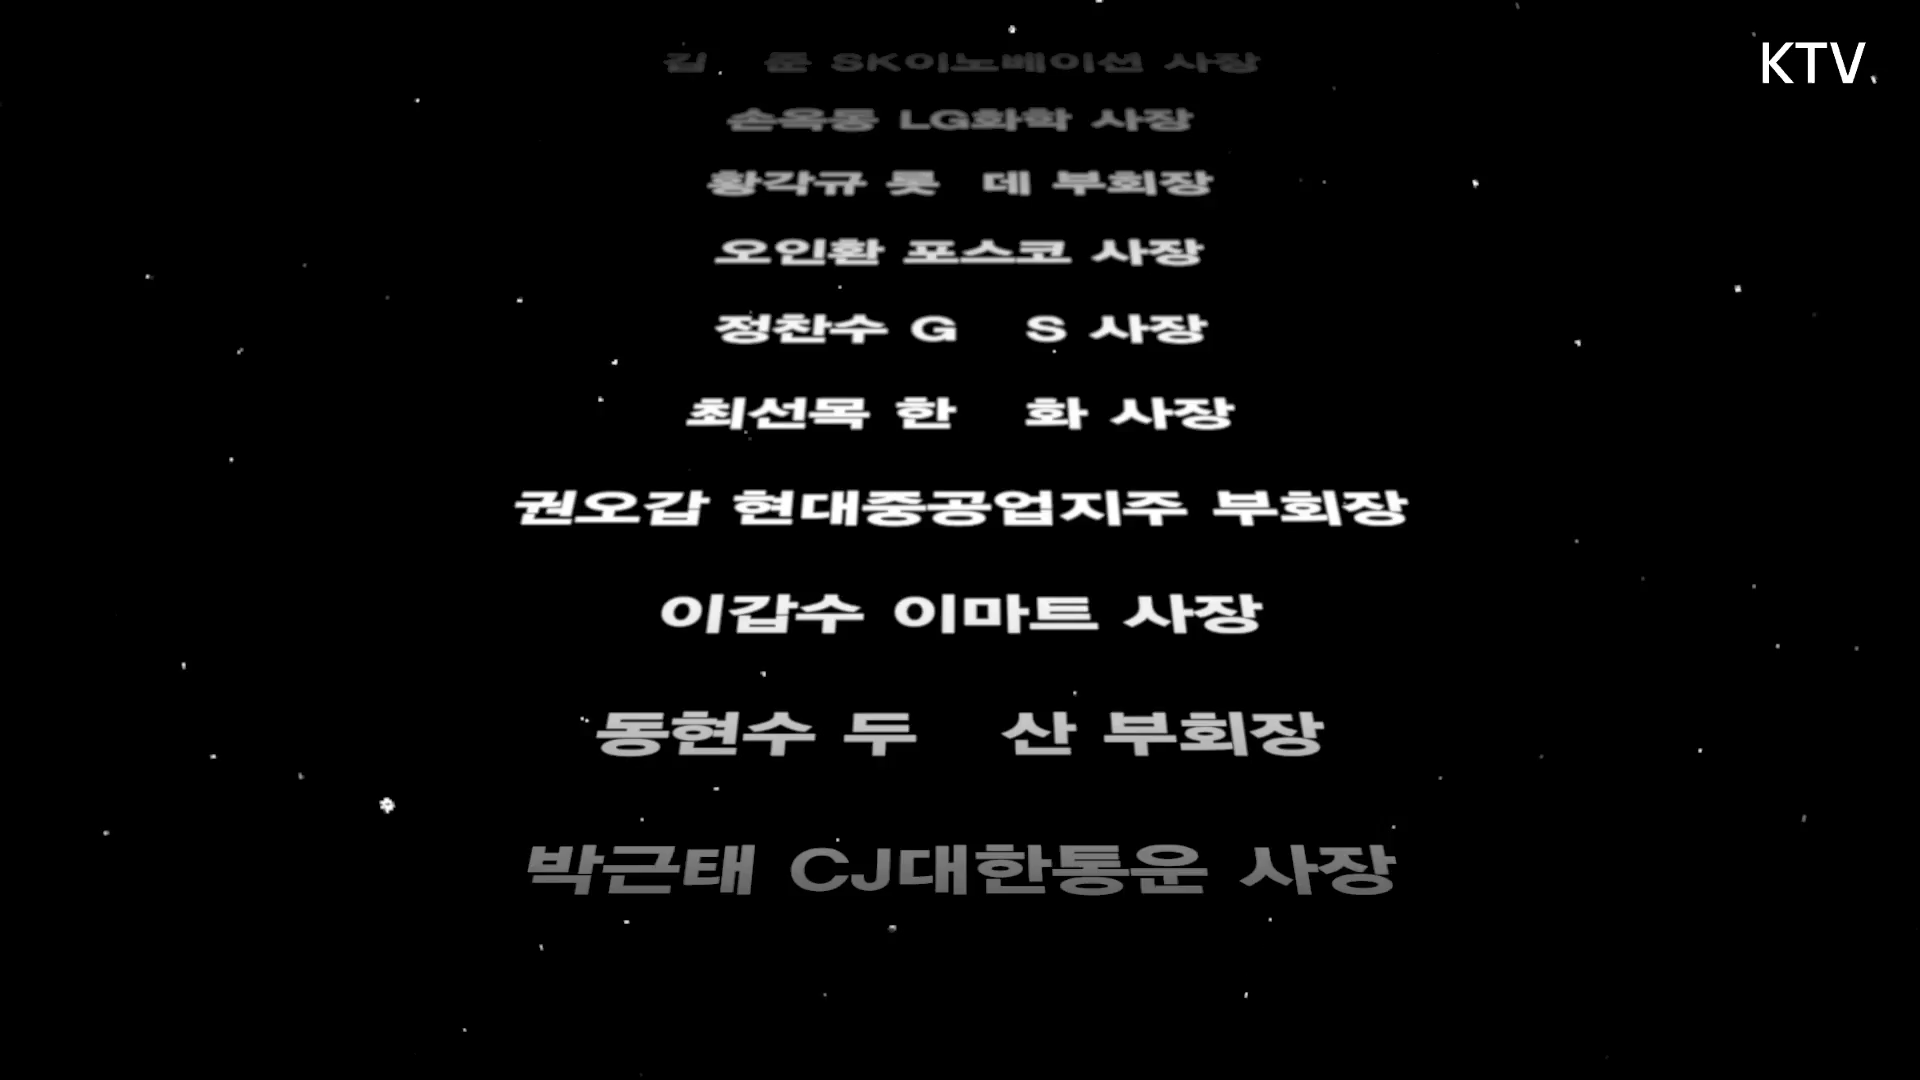 KTV
김 준 SK이노베이션 사장
손옥동 LG화학 사장
황각규 롯 데 부회장
오인환 포스코 사장
정찬수 G S 사장
최선목 한 화 사장
권오갑 현대중공업지주 부회장
이갑수 이마트 사장
동현수 두 산 부회장
박근태 CJ대한통운 사장